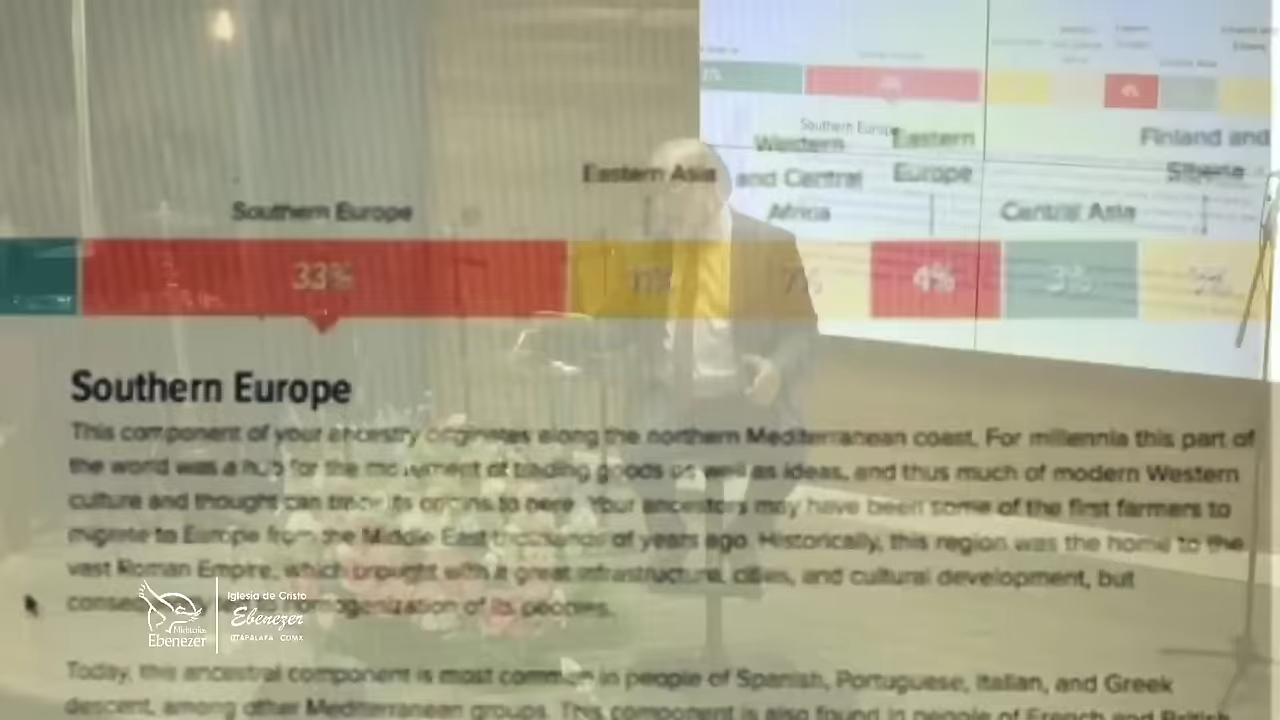 Southern Europe
Eastern Asia
Western
and Central
Africa
Eastern
Europe
Central Asia
Finland and
Siberia
33%
11%
7%
4%
3%
4%
Southern Europe
Southern Europe
This component of your ancestry originates along the northern Mediterranean coast. For millennia this part of
the world was a hub for the movement of trading goods as well as ideas, and thus much of modern Western
culture and thought can trace its origins to here. Your ancestors may have been some of the first farmers to
migrate to Europe from the Middle East thousands of years ago. Historically, this region was the home to the
vast Roman Empire, which brought with it great infrastructure, cities, and cultural development, but
homogenization of its peoples.
Today, this ancestral component is most common in people of Spanish, Portuguese, Italian, and Greek
descent, among other Mediterranean groups. This component is also found in people of French and British
Ministerios
Ebenezer
Iglesia de Cristo
Ebenezer
IZTAPALAPA CDMX